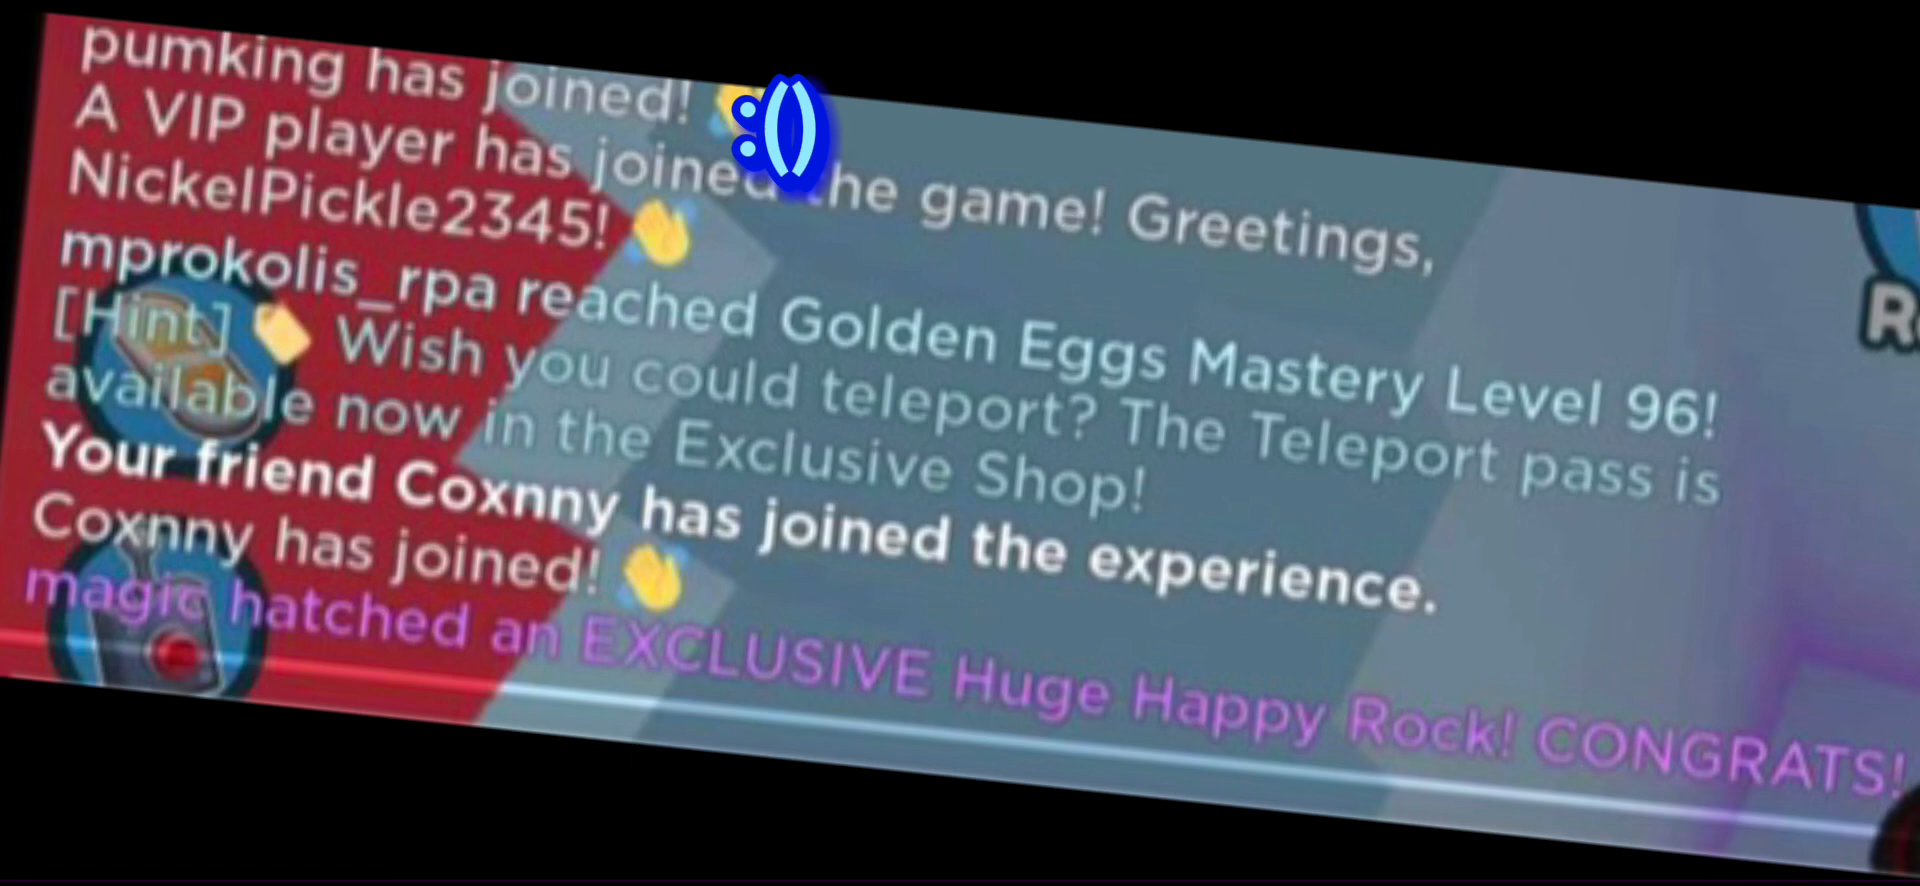 pumking has joined! 👋
A VIP player has joined the game! Greetings,
NickelPickle2345! 👋
mprokolis_rpa reached Golden Eggs Mastery Level 96!
[Hint] 🏷️ Wish you could teleport? The Teleport pass is
available now in the Exclusive Shop!
Your friend Coxnny has joined the experience.
Coxnny has joined! 👋
magic hatched an EXCLUSIVE Huge Happy Rock! CONGRATS!